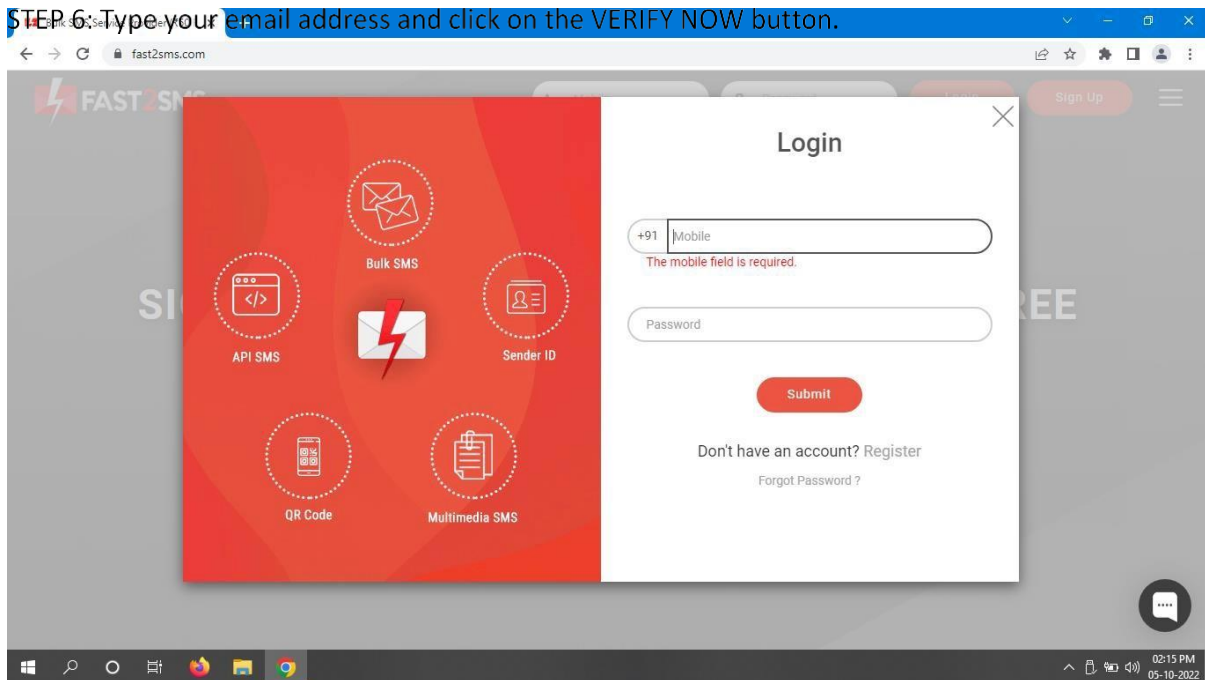 STEP 6: Type your email address and click on the VERIFY NOW button.
fast2sms.com
FAST2SMS
Sign Up
Login
+91 Mobile
The mobile field is required.
Password
Submit
Don't have an account? Register
Forgot Password ?
Bulk SMS
API SMS
Sender ID
QR Code
Multimedia SMS
SI
REE
02:15 PM
05-10-2022